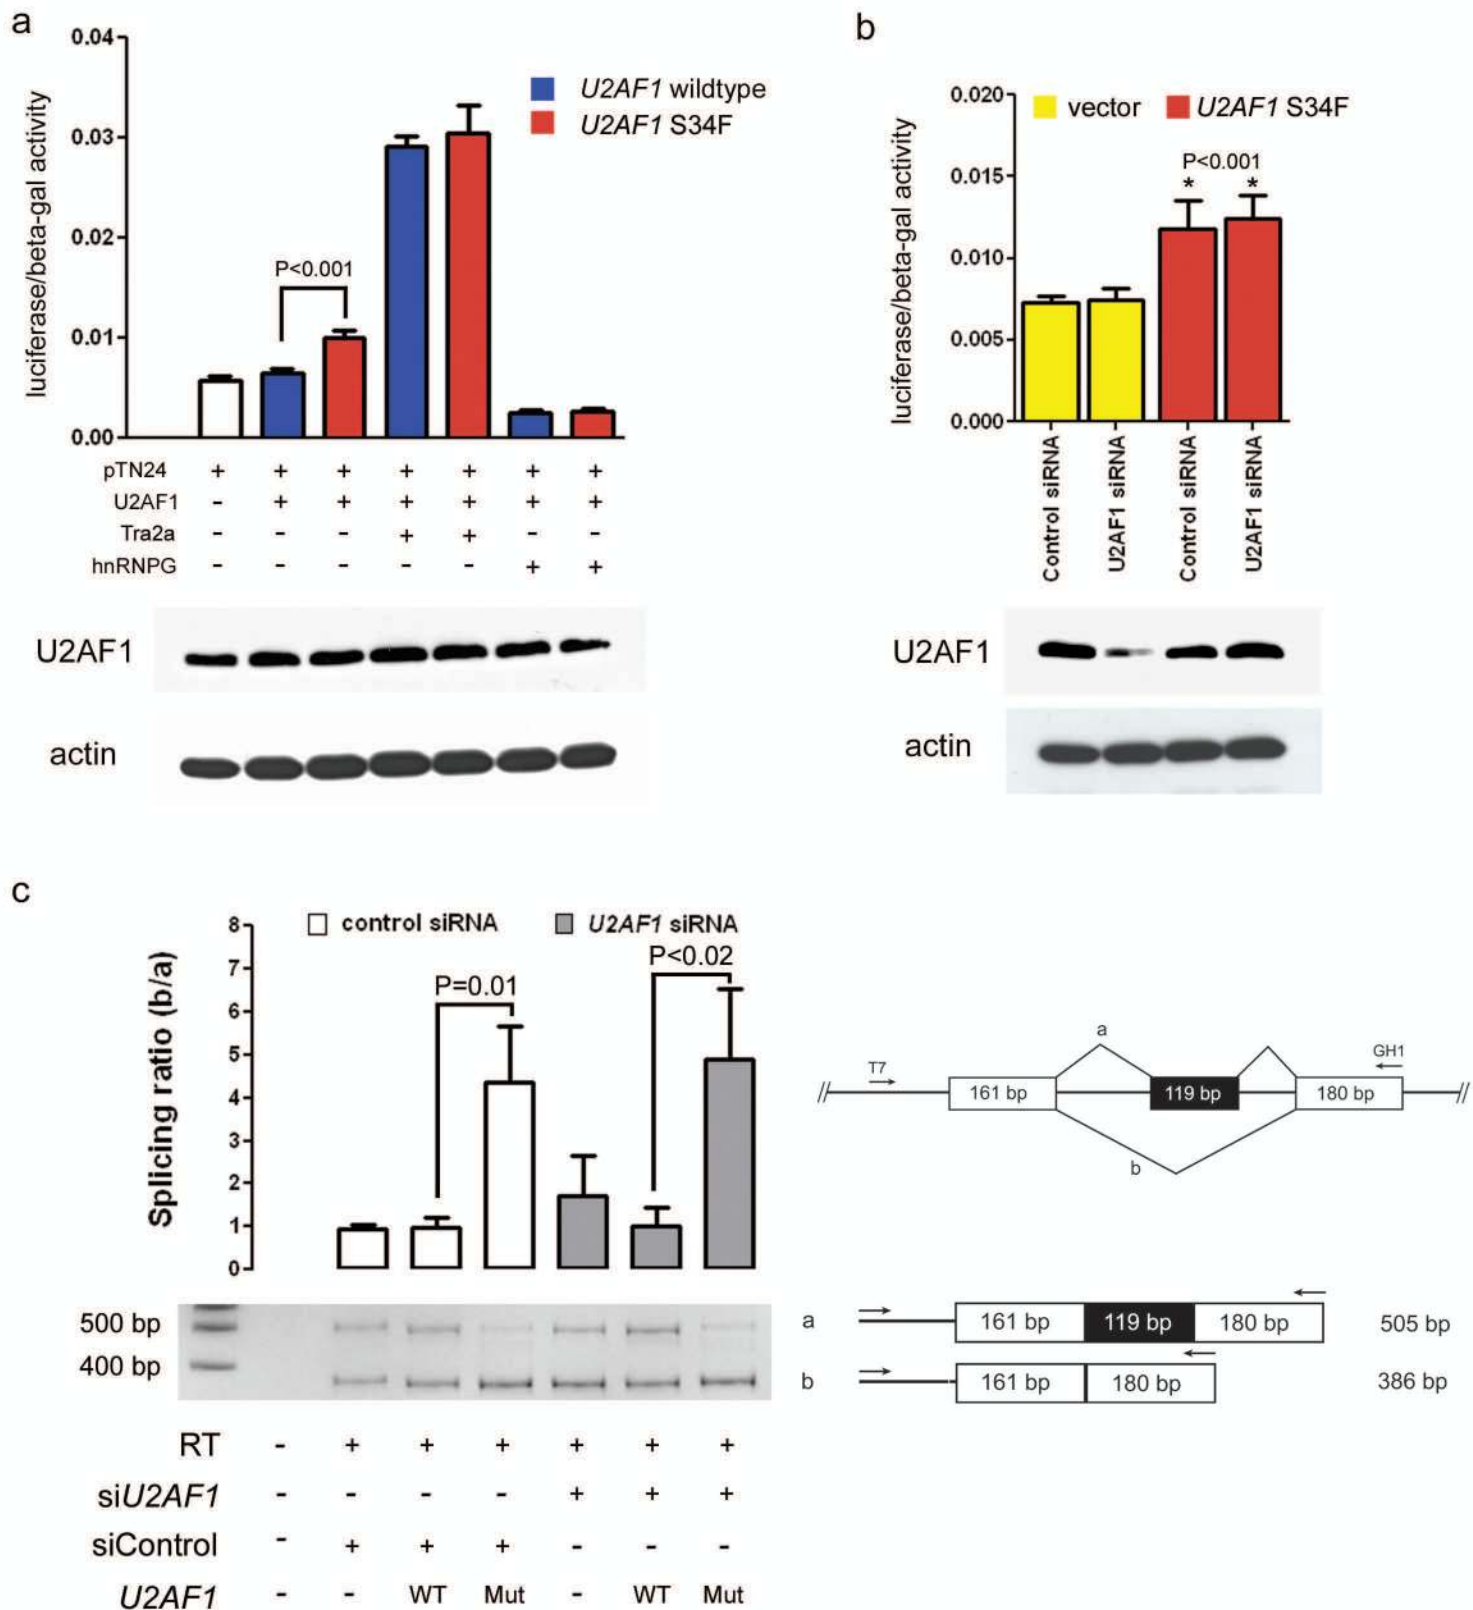 a
0.04
0.03
0.02
0.01
0.00
luciferase/beta-gal activity
U2AF1 wildtype
U2AF1 S34F
P<0.001
pTN24 + + + + + + +
U2AF1 - + + + + + +
Tra2a - - - + + - -
hnRNPG - - - - - + +
U2AF1
actin
b
0.020
0.015
0.010
0.005
0.000
luciferase/beta-gal activity
vector U2AF1 S34F
P<0.001
* *
Control siRNA
U2AF1 siRNA
Control siRNA
U2AF1 siRNA
U2AF1
actin
c
8
7
6
5
4
3
2
1
0
Splicing ratio (b/a)
control siRNA U2AF1 siRNA
P=0.01
P<0.02
500 bp
400 bp
RT - + + + + + +
siU2AF1 - - - - + + +
siControl - + + + - - -
U2AF1 - - WT Mut - WT Mut
a
T7
GH1
161 bp 119 bp 180 bp
b
a 161 bp 119 bp 180 bp 505 bp
b 161 bp 180 bp 386 bp